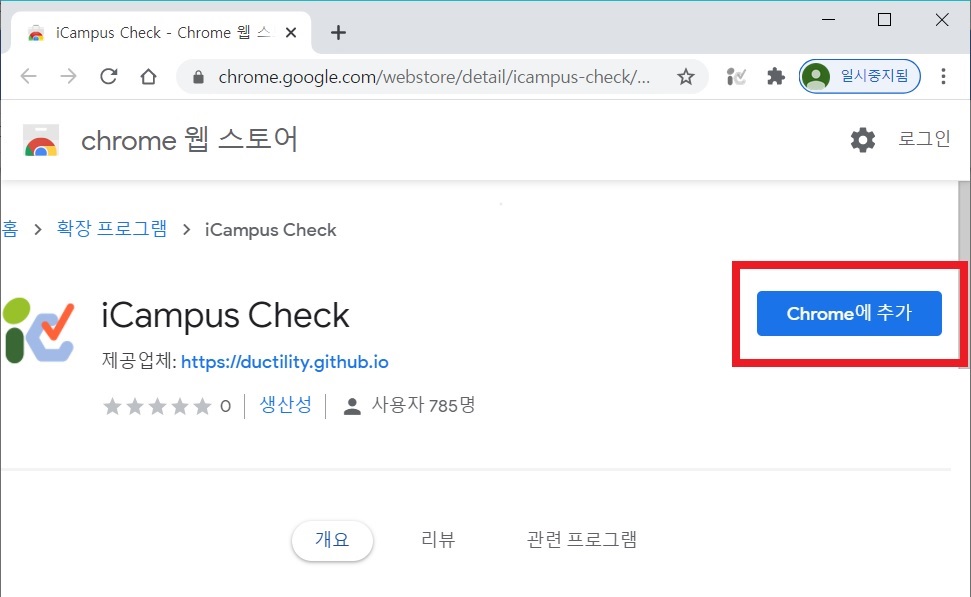 iCampus Check - Chrome 웹 스
chrome.google.com/webstore/detail/icampus-check/...
일시중지됨
chrome 웹 스토어
로그인
홈 > 확장 프로그램 > iCampus Check
iCampus Check
Chrome에 추가
제공업체: https://ductility.github.io
0 생산성 사용자 785명
개요 리뷰 관련 프로그램